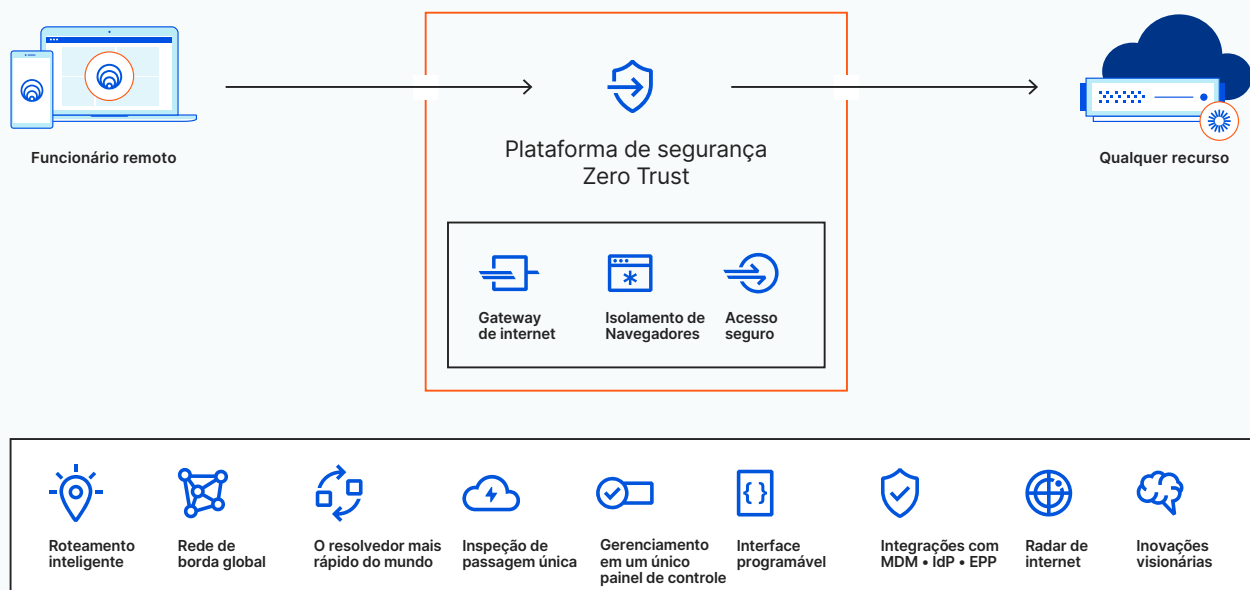 Funcionário remoto
Plataforma de segurança
Zero Trust
Qualquer recurso
Gateway
de internet
Isolamento de
Navegadores
Acesso
seguro
Roteamento
inteligente
Rede de
borda global
O resolvedor mais
rápido do mundo
Inspeção de
passagem única
Gerenciamento
em um único
painel de controle
Interface
programável
Integrações com
MDM • IdP • EPP
Radar de
internet
Inovações
visionárias